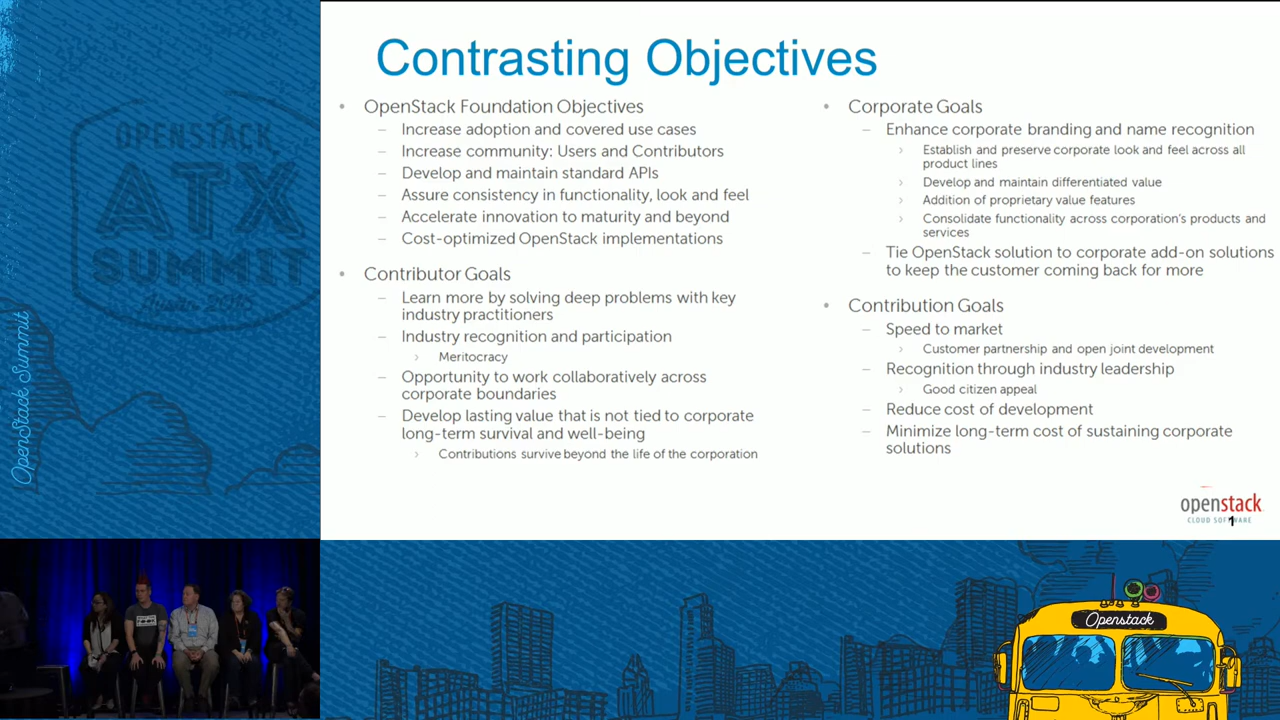 Contrasting Objectives
• OpenStack Foundation Objectives
– Increase adoption and covered use cases
– Increase community: Users and Contributors
– Develop and maintain standard APIs
– Assure consistency in functionality, look and feel
– Accelerate innovation to maturity and beyond
– Cost-optimized OpenStack implementations
• Contributor Goals
– Learn more by solving deep problems with key
industry practitioners
– Industry recognition and participation
› Meritocracy
– Opportunity to work collaboratively across
corporate boundaries
– Develop lasting value that is not tied to corporate
long-term survival and well-being
› Contributions survive beyond the life of the corporation
• Corporate Goals
– Enhance corporate branding and name recognition
› Establish and preserve corporate look and feel across all
product lines
› Develop and maintain differentiated value
› Addition of proprietary value features
› Consolidate functionality across corporation's products and
services
– Tie OpenStack solution to corporate add-on solutions
to keep the customer coming back for more
• Contribution Goals
– Speed to market
› Customer partnership and open joint development
– Recognition through industry leadership
› Good citizen appeal
– Reduce cost of development
– Minimize long-term cost of sustaining corporate
solutions
openstack
CLOUD SOFTWARE
1
OPENSTACK
ATX
SUMMIT
Austin 2016
OpenStack Summit
Openstack